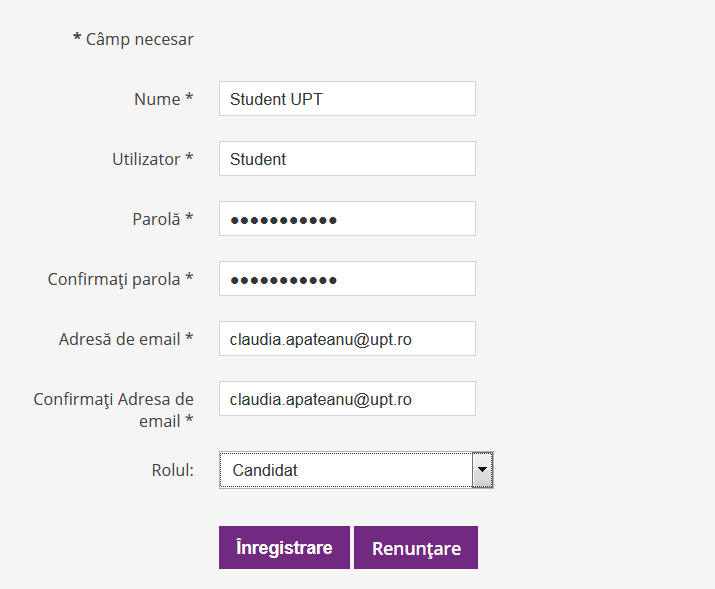 * Câmp necesar
Nume * Student UPT
Utilizator * Student
Parolă * ●●●●●●●●●●●
Confirmaţi parola * ●●●●●●●●●●●
Adresă de email * claudia.apateanu@upt.ro
Confirmaţi Adresa de
email *
claudia.apateanu@upt.ro
Rolul: Candidat
Înregistrare Renunţare